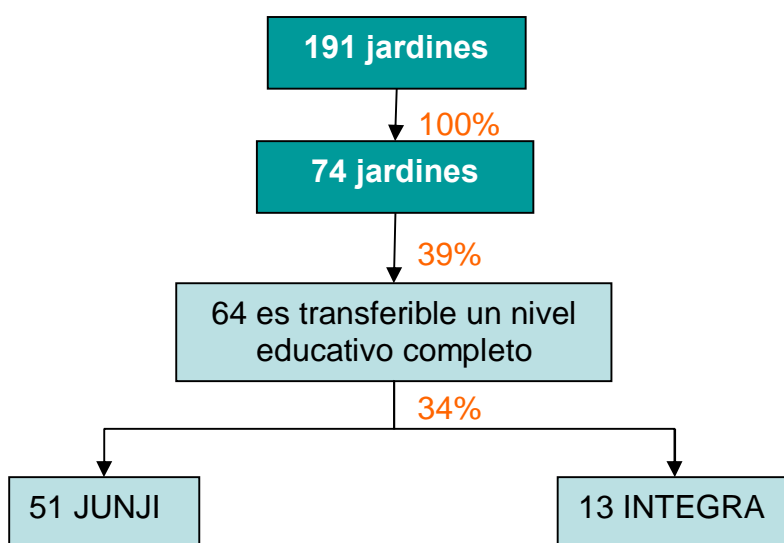 191 jardines
100%
74 jardines
39%
64 es transferible un nivel
educativo completo
34%
51 JUNJI
13 INTEGRA